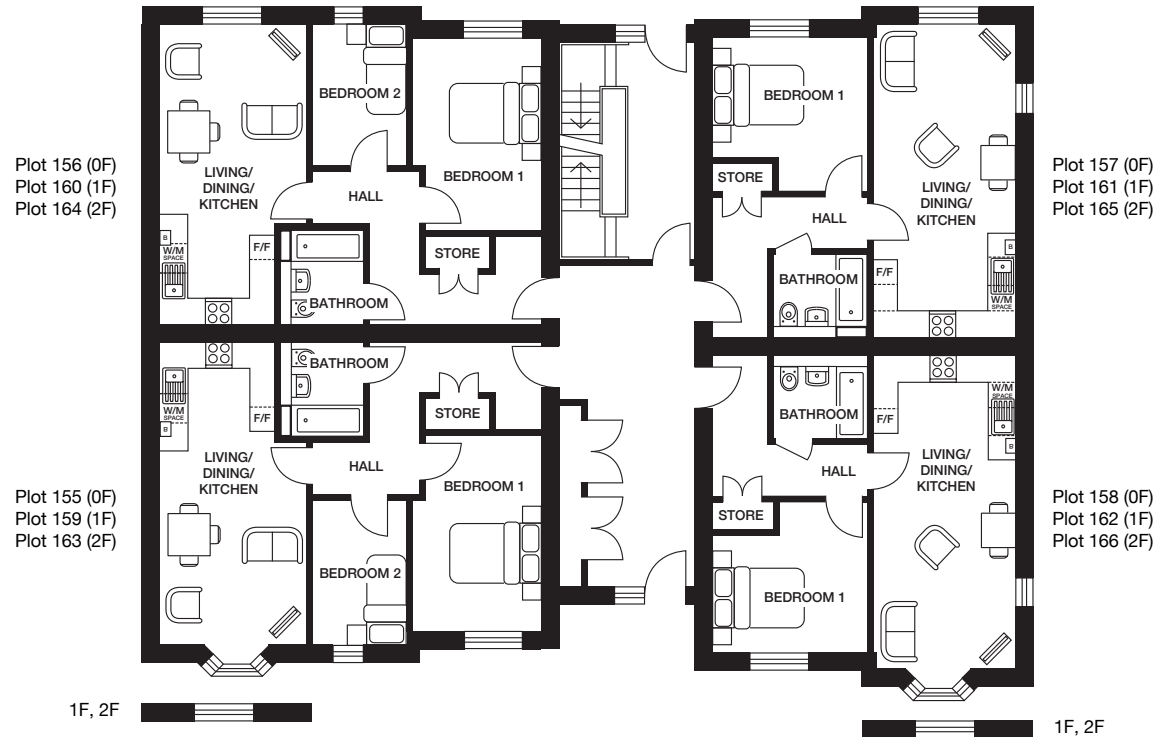 Plot 156 (0F)
Plot 160 (1F)
Plot 164 (2F)
LIVING/
DINING/
KITCHEN
BEDROOM 2
BEDROOM 1
HALL
STORE
BATHROOM
B
W/M
SPACE
F/F
BEDROOM 1
STORE
HALL
LIVING/
DINING/
KITCHEN
BATHROOM
F/F
B
W/M
SPACE
Plot 157 (0F)
Plot 161 (1F)
Plot 165 (2F)
Plot 155 (0F)
Plot 159 (1F)
Plot 163 (2F)
W/M
SPACE
B
F/F
BATHROOM
STORE
LIVING/
DINING/
KITCHEN
HALL
BEDROOM 1
BEDROOM 2
BATHROOM
F/F
W/M
SPACE
B
HALL
LIVING/
DINING/
KITCHEN
STORE
BEDROOM 1
Plot 158 (0F)
Plot 162 (1F)
Plot 166 (2F)
1F, 2F
1F, 2F